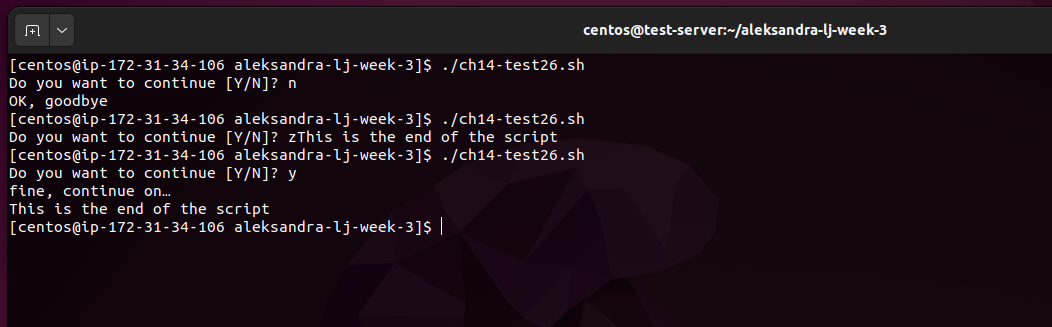 centos@test-server:~/aleksandra-lj-week-3
[centos@ip-172-31-34-106 aleksandra-lj-week-3]$ ./ch14-test26.sh
Do you want to continue [Y/N]? n
OK, goodbye
[centos@ip-172-31-34-106 aleksandra-lj-week-3]$ ./ch14-test26.sh
Do you want to continue [Y/N]? zThis is the end of the script
[centos@ip-172-31-34-106 aleksandra-lj-week-3]$ ./ch14-test26.sh
Do you want to continue [Y/N]? y
fine, continue on…
This is the end of the script
[centos@ip-172-31-34-106 aleksandra-lj-week-3]$